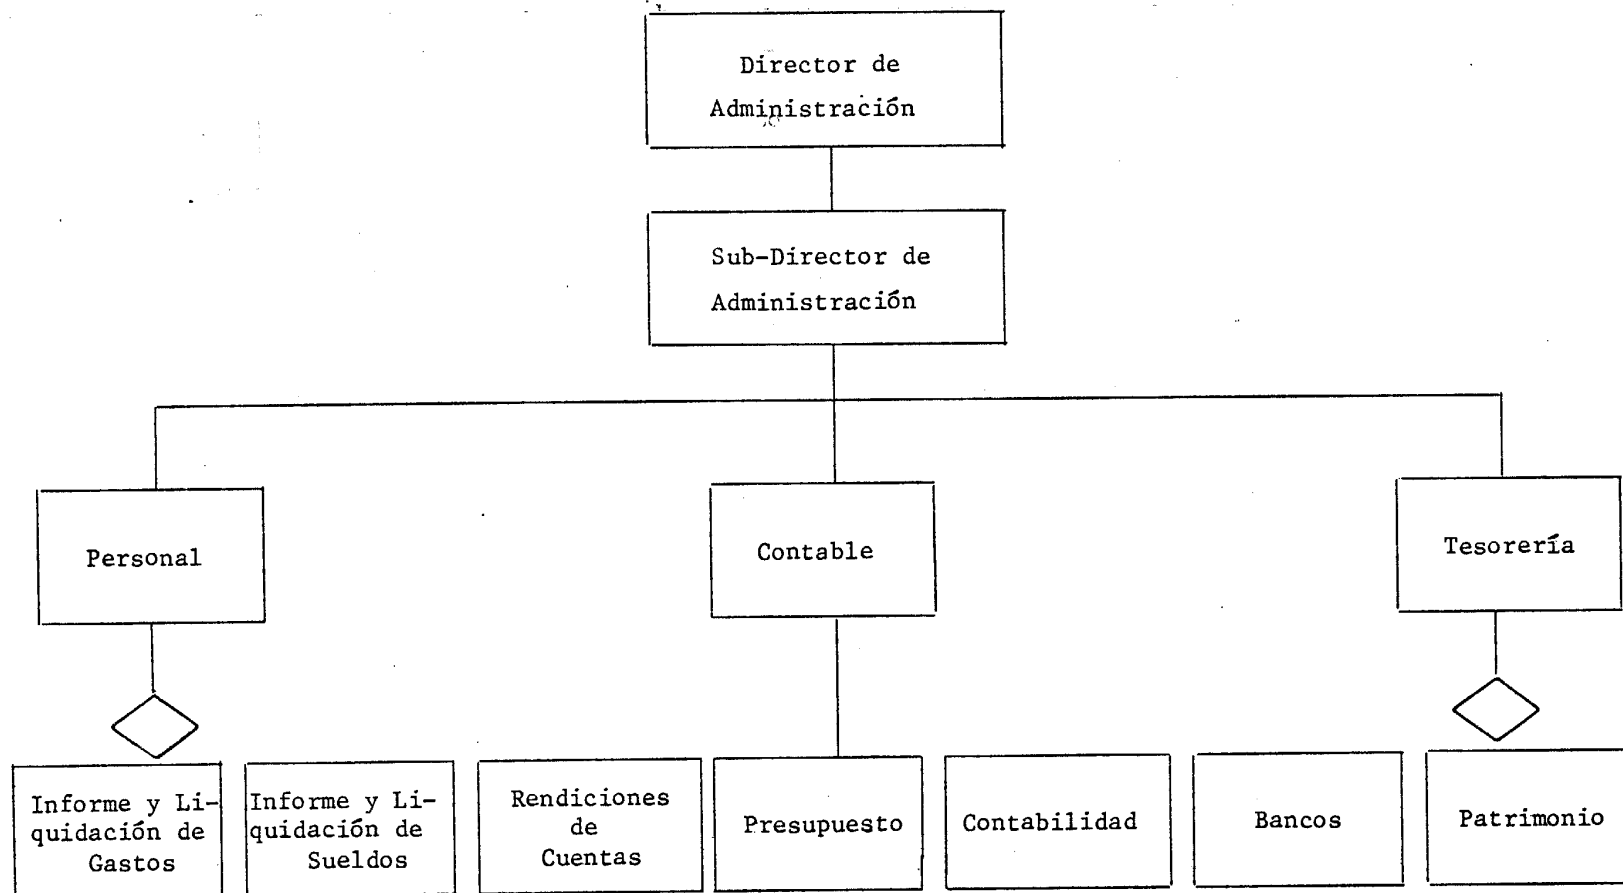 Director de
Administración
Sub-Director de
Administración
Personal
Contable
Tesorería
Informe y Li-
quidación de
Gastos
Informe y Li-
quidación de
Sueldos
Rendiciones
de
Cuentas
Presupuesto
Contabilidad
Bancos
Patrimonio